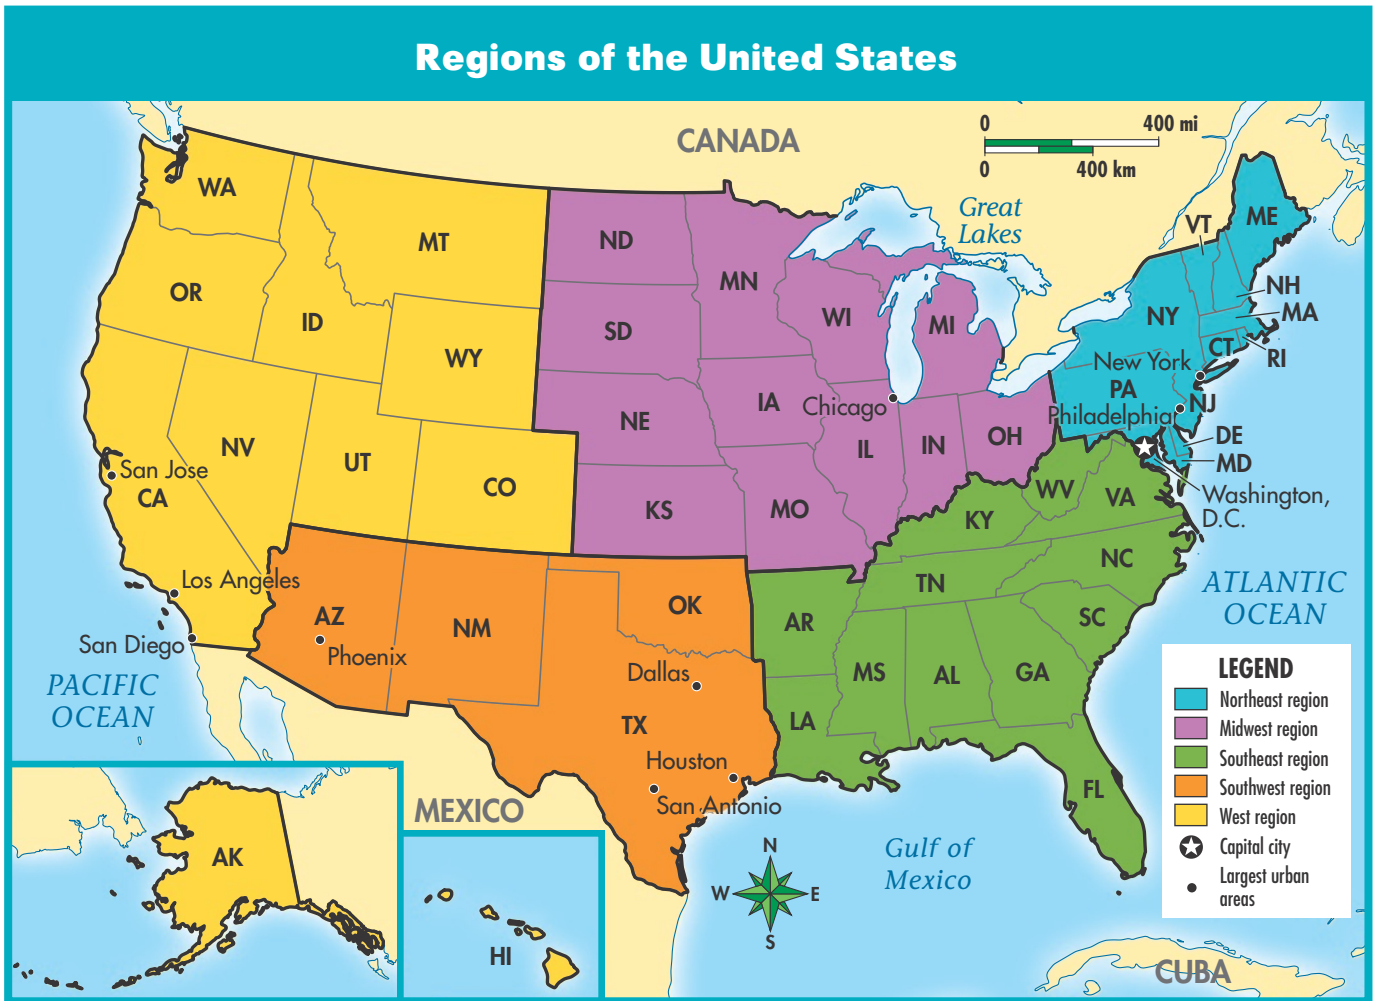 Regions of the United States
CANADA
0 400 mi
0 400 km
Great
Lakes
WA
OR
ID
MT
WY
NV
UT
CO
CA
San Jose
Los Angeles
San Diego
PACIFIC
OCEAN
ND
SD
NE
KS
MN
IA
MO
WI
IL
MI
IN
OH
Chicago
ME
VT
NH
MA
NY
CT
RI
New York
PA
Philadelphia
NJ
DE
MD
Washington,
D.C.
WV
VA
KY
NC
TN
SC
AR
MS
AL
GA
LA
FL
AZ
Phoenix
NM
OK
Dallas
TX
Houston
San Antonio
ATLANTIC
OCEAN
MEXICO
Gulf of
Mexico
N
W E
S
AK
HI
CUBA
LEGEND
Northeast region
Midwest region
Southeast region
Southwest region
West region
Capital city
Largest urban
areas